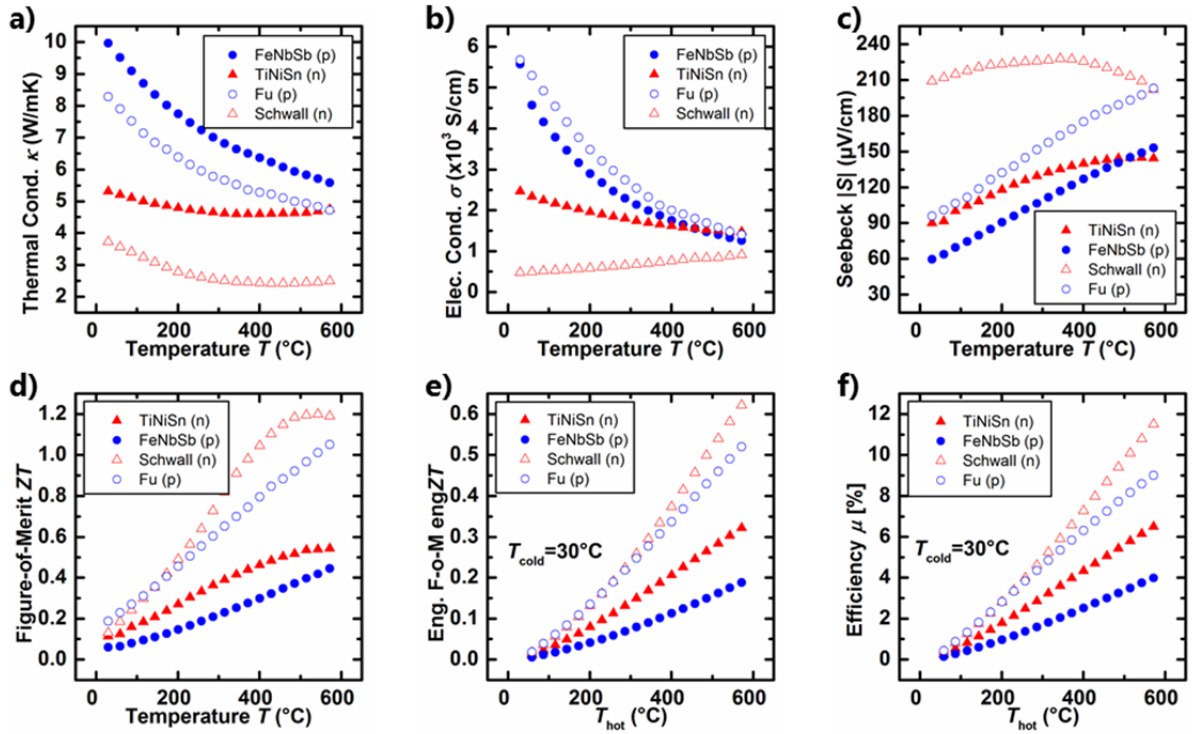 a)
Thermal Cond. κ (W/mK)
10
9
8
7
6
5
4
3
2
FeNbSb (p)
TiNiSn (n)
Fu (p)
Schwall (n)
0 200 400 600
Temperature T (°C)
b)
Elec. Cond. σ (x10³ S/cm)
6
5
4
3
2
1
0
FeNbSb (p)
TiNiSn (n)
Fu (p)
Schwall (n)
0 200 400 600
Temperature T (°C)
c)
Seebeck |S| (µV/cm)
240
210
180
150
120
90
60
30
TiNiSn (n)
FeNbSb (p)
Schwall (n)
Fu (p)
0 200 400 600
Temperature T (°C)
d)
Figure-of-Merit ZT
1.2
1.0
0.8
0.6
0.4
0.2
0.0
TiNiSn (n)
FeNbSb (p)
Schwall (n)
Fu (p)
0 200 400 600
Temperature T (°C)
e)
Eng. F-o-M engZT
0.6
0.5
0.4
0.3
0.2
0.1
0.0
TiNiSn (n)
FeNbSb (p)
Schwall (n)
Fu (p)
Tcold=30°C
0 200 400 600
Thot (°C)
f)
Efficiency µ [%]
12
10
8
6
4
2
0
TiNiSn (n)
FeNbSb (p)
Schwall (n)
Fu (p)
Tcold=30°C
0 200 400 600
Thot (°C)